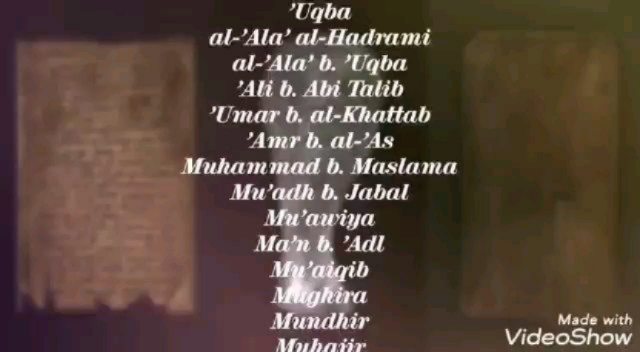 ’Uqba
al-’Ala’ al-Hadrami
al-’Ala’ b. ’Uqba
’Ali b. Abi Talib
’Umar b. al-Khattab
’Amr b. al-’As
Muhammad b. Maslama
Mu’adh b. Jabal
Mu’awiya
Ma’n b. ’Adl
Mu’aiqib
Mughira
Mundhir
Muhajir
Made with
VideoShow